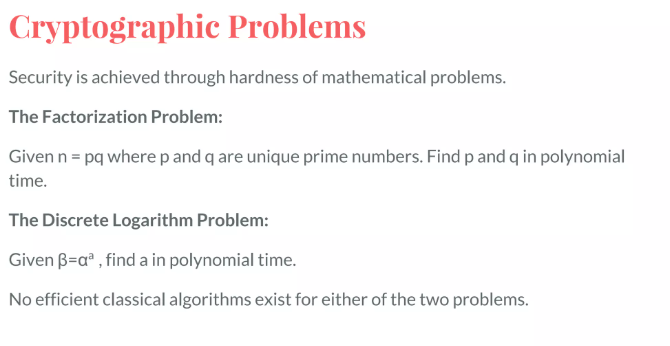 Cryptographic Problems
Security is achieved through hardness of mathematical problems.
The Factorization Problem:
Given n = pq where p and q are unique prime numbers. Find p and q in polynomial
time.
The Discrete Logarithm Problem:
Given β=αᵃ , find a in polynomial time.
No efficient classical algorithms exist for either of the two problems.